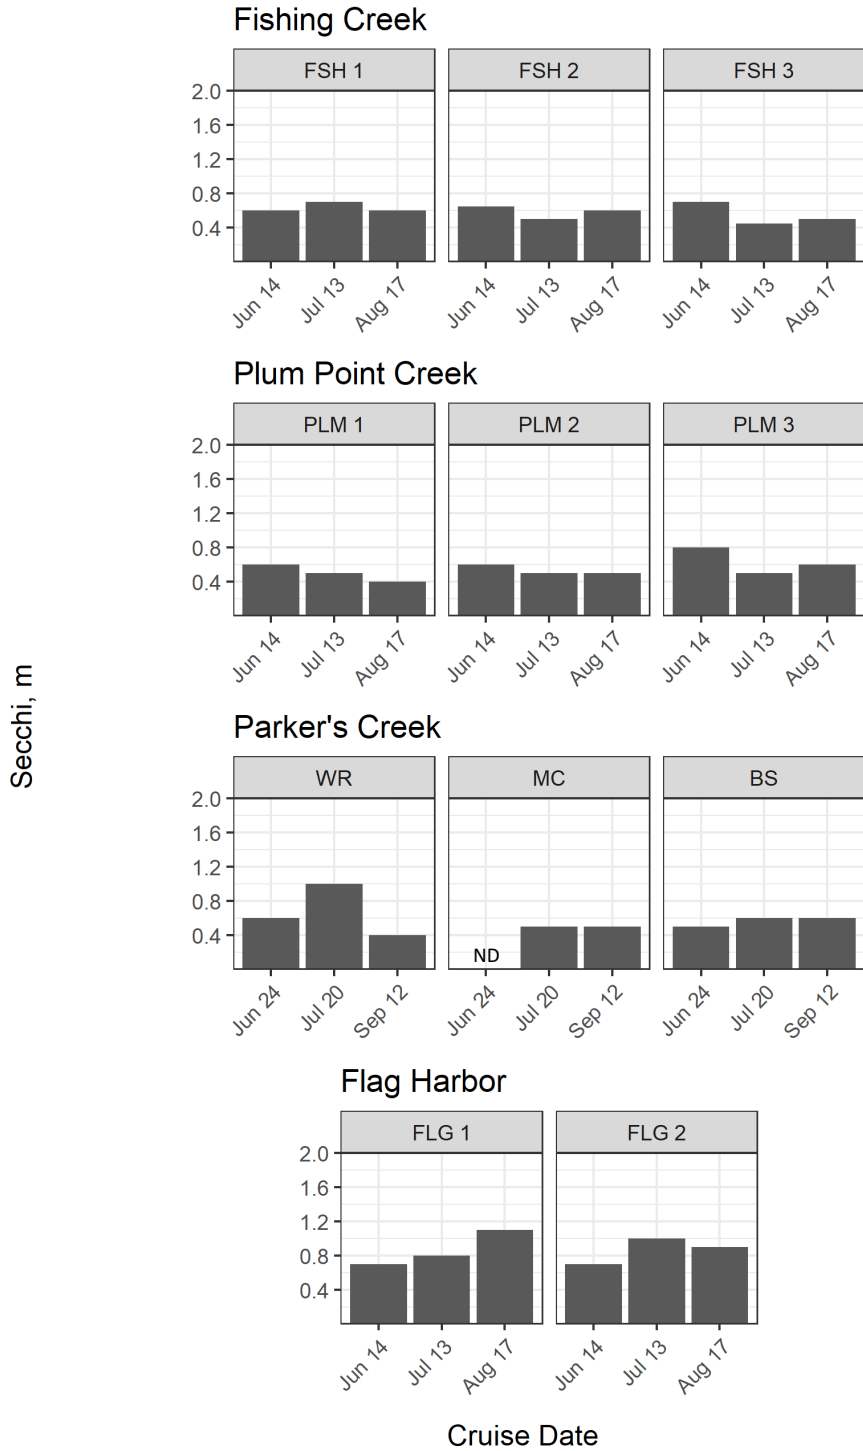 Fishing Creek
FSH 1 FSH 2 FSH 3
2.0
1.6
1.2
0.8
0.4
Jun 14 Jul 13 Aug 17 Jun 14 Jul 13 Aug 17 Jun 14 Jul 13 Aug 17
Plum Point Creek
PLM 1 PLM 2 PLM 3
2.0
1.6
1.2
0.8
0.4
Jun 14 Jul 13 Aug 17 Jun 14 Jul 13 Aug 17 Jun 14 Jul 13 Aug 17
Secchi, m
Parker's Creek
WR MC BS
2.0
1.6
1.2
0.8
0.4
ND
Jun 24 Jul 20 Sep 12 Jun 24 Jul 20 Sep 12 Jun 24 Jul 20 Sep 12
Flag Harbor
FLG 1 FLG 2
2.0
1.6
1.2
0.8
0.4
Jun 14 Jul 13 Aug 17 Jun 14 Jul 13 Aug 17
Cruise Date